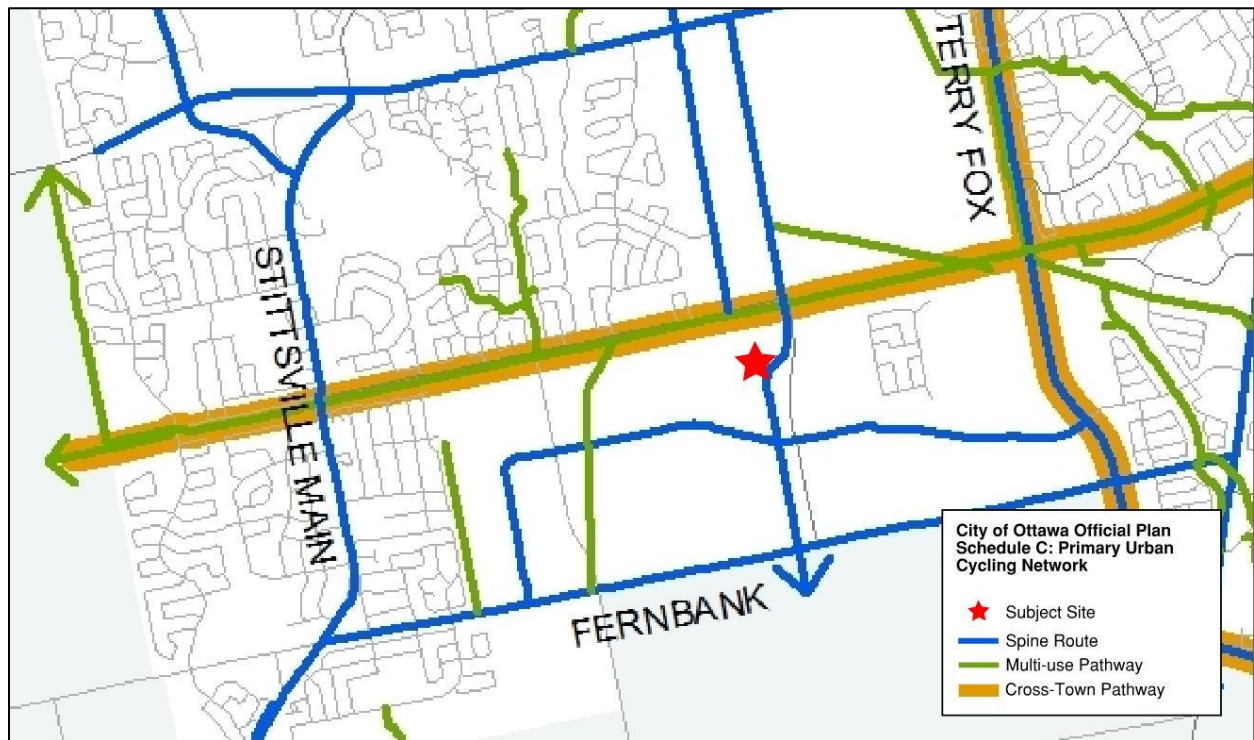 TERRY FOX
STITTSVILLE MAIN
FERNBANK
City of Ottawa Official Plan
Schedule C: Primary Urban
Cycling Network
Subject Site
Spine Route
Multi-use Pathway
Cross-Town Pathway